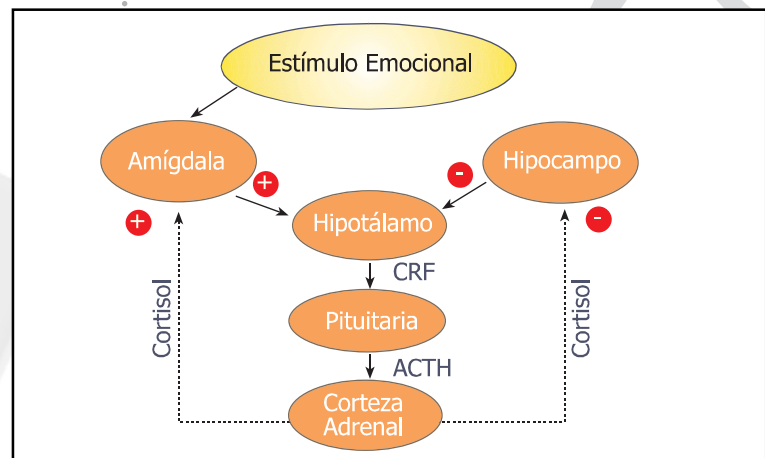 Estímulo Emocional
Amígdala
Hipocampo
+
-
+
Hipotálamo
-
CRF
Cortisol
Pituitaria
Cortisol
ACTH
Corteza
Adrenal